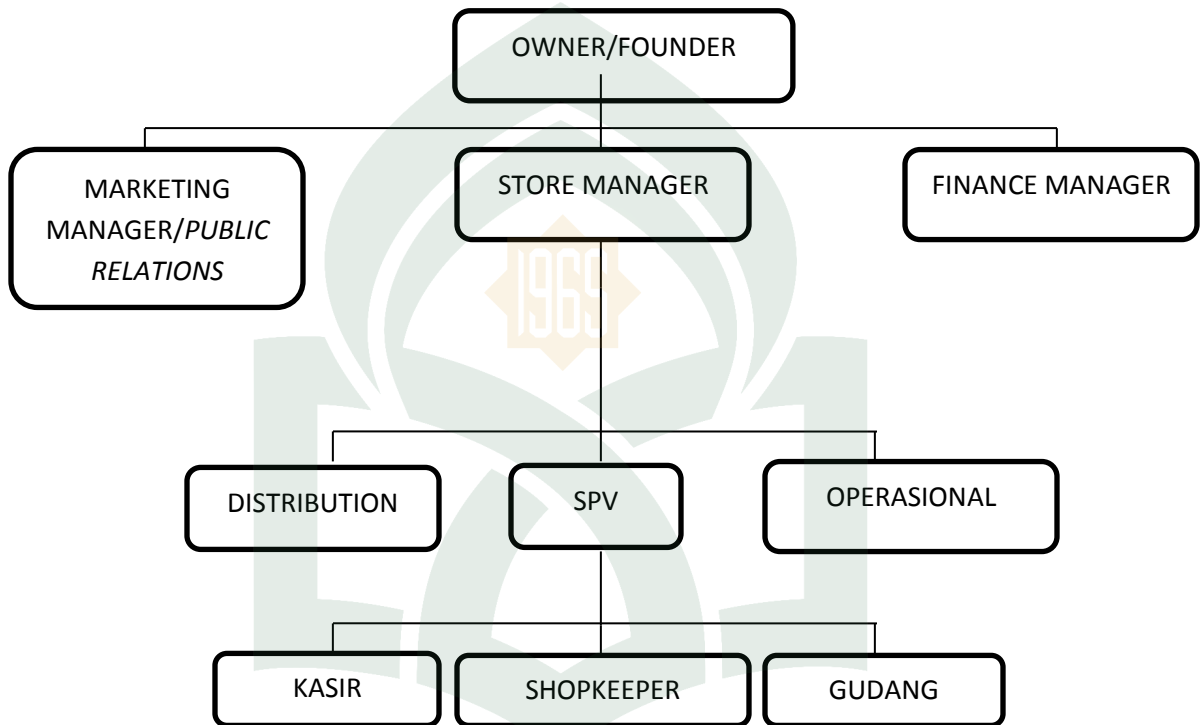 OWNER/FOUNDER
MARKETING
MANAGER/PUBLIC
RELATIONS
STORE MANAGER
FINANCE MANAGER
1965
DISTRIBUTION
SPV
OPERASIONAL
KASIR
SHOPKEEPER
GUDANG